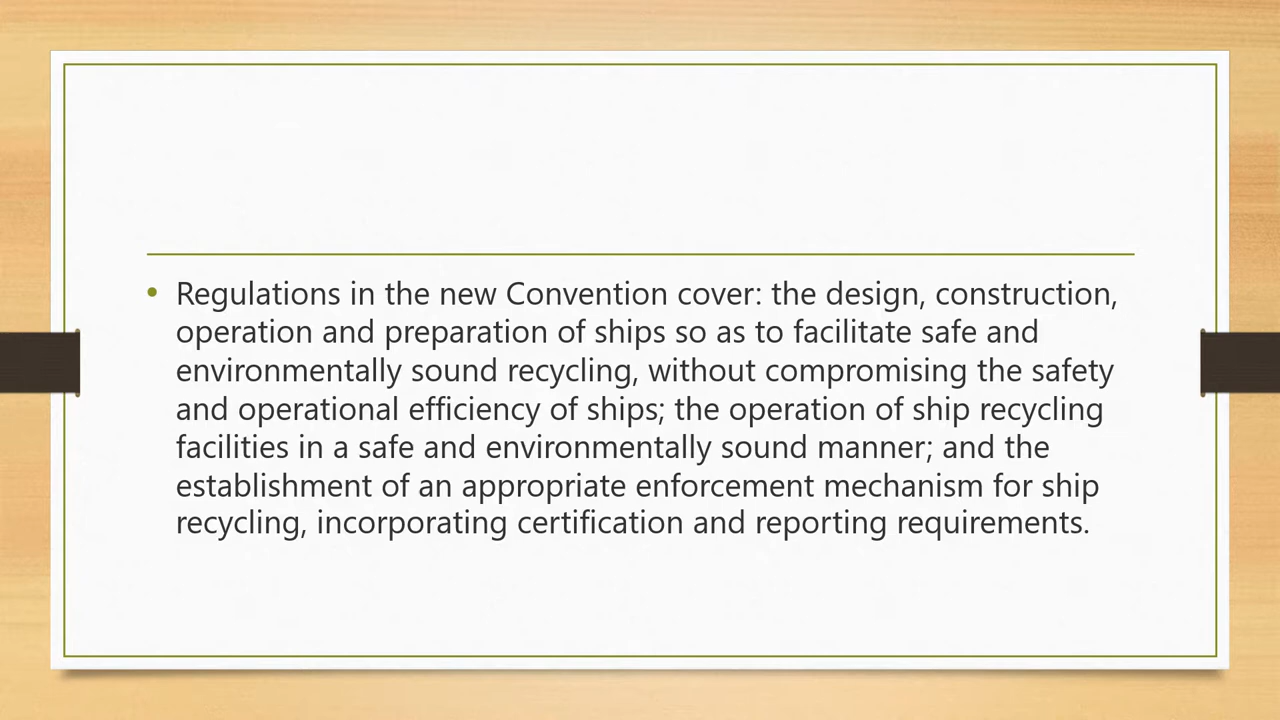 • Regulations in the new Convention cover: the design, construction,
operation and preparation of ships so as to facilitate safe and
environmentally sound recycling, without compromising the safety
and operational efficiency of ships; the operation of ship recycling
facilities in a safe and environmentally sound manner; and the
establishment of an appropriate enforcement mechanism for ship
recycling, incorporating certification and reporting requirements.